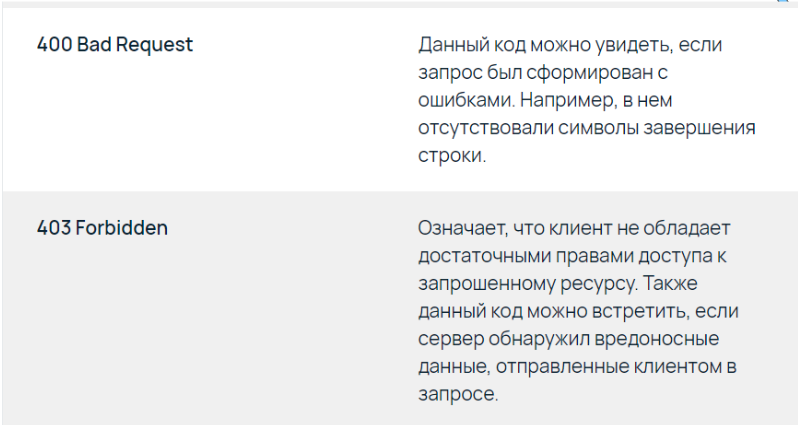 400 Bad Request
Данный код можно увидеть, если
запрос был сформирован с
ошибками. Например, в нем
отсутствовали символы завершения
строки.
403 Forbidden
Означает, что клиент не обладает
достаточными правами доступа к
запрошенному ресурсу. Также
данный код можно встретить, если
сервер обнаружил вредоносные
данные, отправленные клиентом в
запросе.